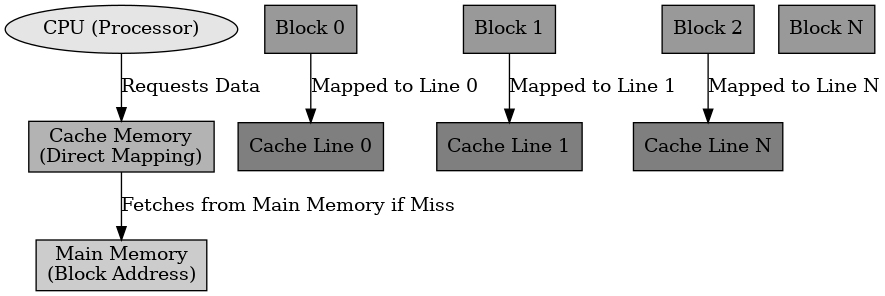 CPU (Processor)
Block 0
Block 1
Block 2
Block N
Requests Data
Mapped to Line 0
Mapped to Line 1
Mapped to Line N
Cache Memory
(Direct Mapping)
Cache Line 0
Cache Line 1
Cache Line N
Fetches from Main Memory if Miss
Main Memory
(Block Address)